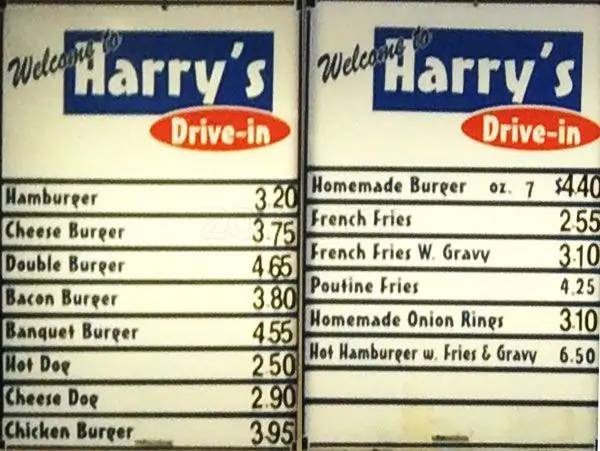 Welcome to
Harry's
Drive-in
Hamburger 3.20
Cheese Burger 3.75
Double Burger 4.65
Bacon Burger 3.80
Banquet Burger 4.55
Hot Dog 2.50
Cheese Dog 2.90
Chicken Burger 3.95
Welcome to
Harry's
Drive-in
Homemade Burger oz. 7 $4.40
French Fries 2.55
French Fries W. Gravy 3.10
Poutine Fries 4.25
Homemade Onion Rings 3.10
Hot Hamburger w. Fries & Gravy 6.50